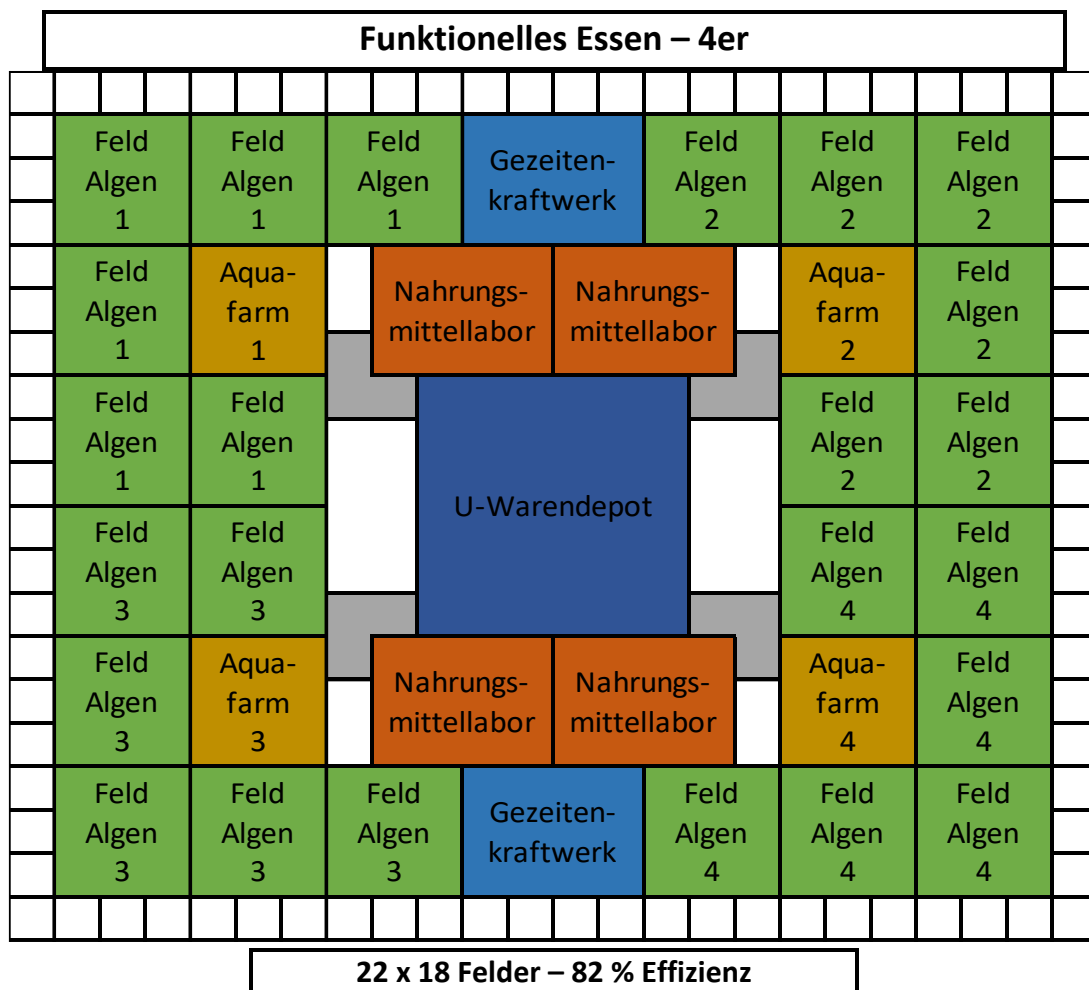 Funktionelles Essen – 4er
Feld Feld Feld Gezeiten- Feld Feld Feld
Algen Algen Algen kraftwerk Algen Algen Algen
1 1 1 2 2 2
Feld Aqua- Nahrungs- Nahrungs- Aqua- Feld
Algen farm mittellabor mittellabor farm Algen
1 1 2 2
Feld Feld Feld Feld
Algen Algen Algen Algen
1 1 2 2
U-Warendepot
Feld Feld Feld Feld
Algen Algen Algen Algen
3 3 4 4
Feld Aqua- Nahrungs- Nahrungs- Aqua- Feld
Algen farm mittellabor mittellabor farm Algen
3 3 4 4
Feld Feld Feld Gezeiten- Feld Feld Feld
Algen Algen Algen kraftwerk Algen Algen Algen
3 3 3 4 4 4
22 x 18 Felder – 82 % Effizienz